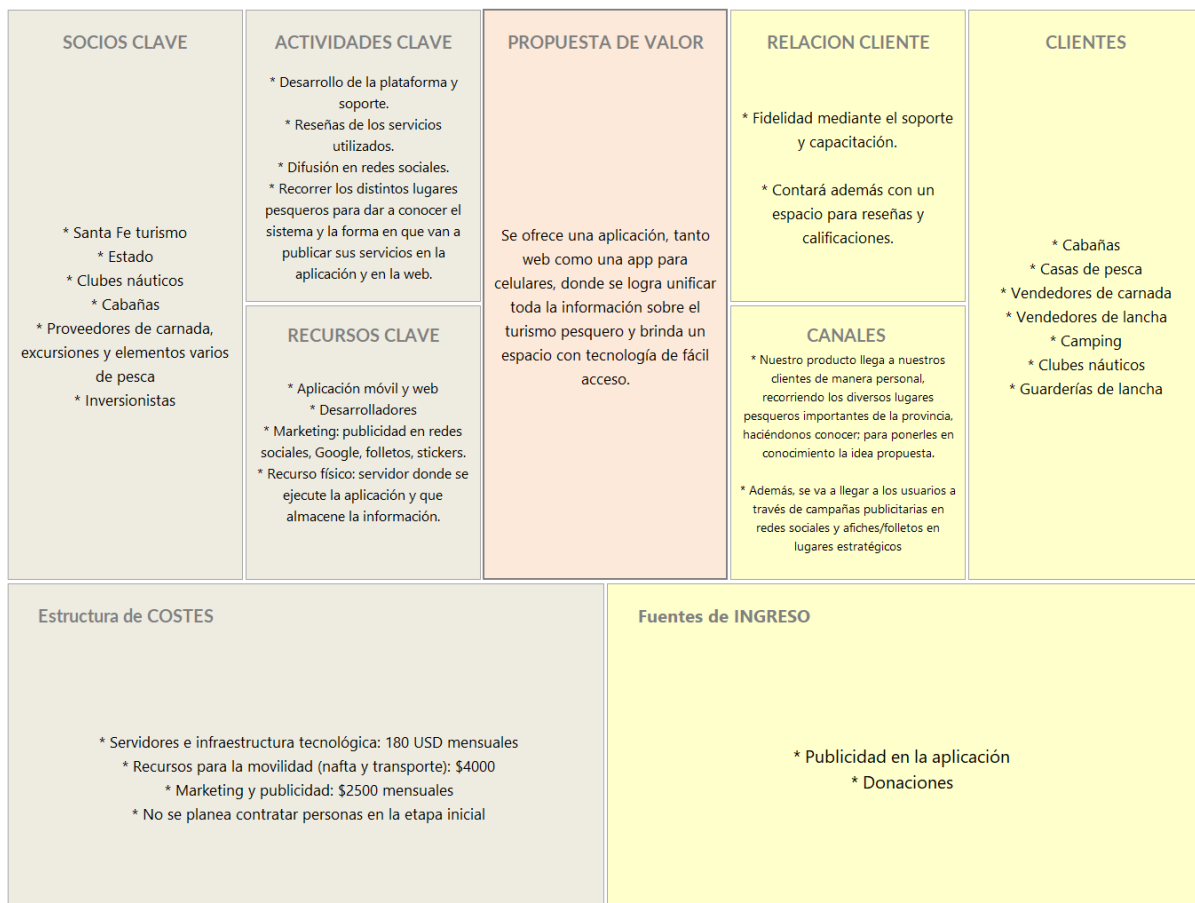 SOCIOS CLAVE
* Santa Fe turismo
* Estado
* Clubes náuticos
* Cabañas
* Proveedores de carnada,
excursiones y elementos varios
de pesca
* Inversionistas
ACTIVIDADES CLAVE
* Desarrollo de la plataforma y
soporte.
* Reseñas de los servicios
utilizados.
* Difusión en redes sociales.
* Recorrer los distintos lugares
pesqueros para dar a conocer el
sistema y la forma en que van a
publicar sus servicios en la
aplicación y en la web.
RECURSOS CLAVE
* Aplicación móvil y web
* Desarrolladores
* Marketing: publicidad en redes
sociales, Google, folletos, stickers.
* Recurso físico: servidor donde se
ejecute la aplicación y que
almacene la información.
PROPUESTA DE VALOR
Se ofrece una aplicación, tanto
web como una app para
celulares, donde se logra unificar
toda la información sobre el
turismo pesquero y brinda un
espacio con tecnología de fácil
acceso.
RELACION CLIENTE
* Fidelidad mediante el soporte
y capacitación.
* Contará además con un
espacio para reseñas y
calificaciones.
CANALES
* Nuestro producto llega a nuestros
clientes de manera personal,
recorriendo los diversos lugares
pesqueros importantes de la provincia,
haciéndonos conocer; para ponerles en
conocimiento la idea propuesta.
* Además, se va a llegar a los usuarios a
través de campañas publicitarias en
redes sociales y afiches/folletos en
lugares estratégicos
CLIENTES
* Cabañas
* Casas de pesca
* Vendedores de carnada
* Vendedores de lancha
* Camping
* Clubes náuticos
* Guarderías de lancha
Estructura de COSTES
* Servidores e infraestructura tecnológica: 180 USD mensuales
* Recursos para la movilidad (nafta y transporte): $4000
* Marketing y publicidad: $2500 mensuales
* No se planea contratar personas en la etapa inicial
Fuentes de INGRESO
* Publicidad en la aplicación
* Donaciones